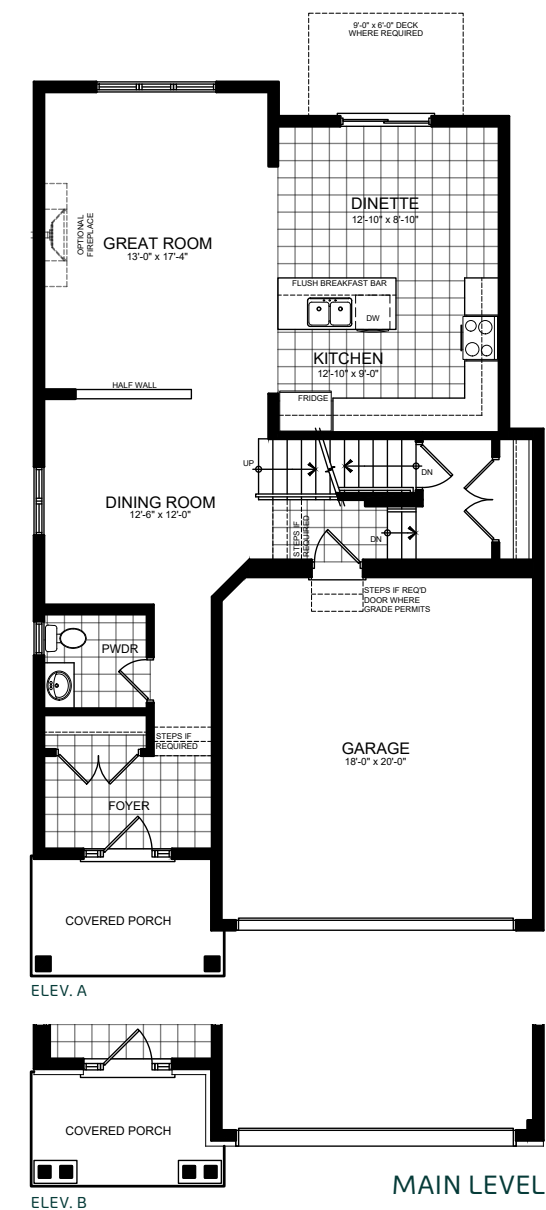 9'-0" x 6'-0" DECK
WHERE REQUIRED
DINETTE
12'-10" x 8'-10"
OPTIONAL
FIREPLACE
GREAT ROOM
13'-0" x 17'-4"
FLUSH BREAKFAST BAR
DW
KITCHEN
12'-10" x 9'-0"
HALF WALL
FRIDGE
UP
DN
DINING ROOM
12'-6" x 12'-0"
STEPS IF
REQUIRED
DN
STEPS IF REQ'D
DOOR WHERE
GRADE PERMITS
PWDR
STEPS IF
REQUIRED
GARAGE
18'-0" x 20'-0"
FOYER
COVERED PORCH
ELEV. A
COVERED PORCH
MAIN LEVEL
ELEV. B